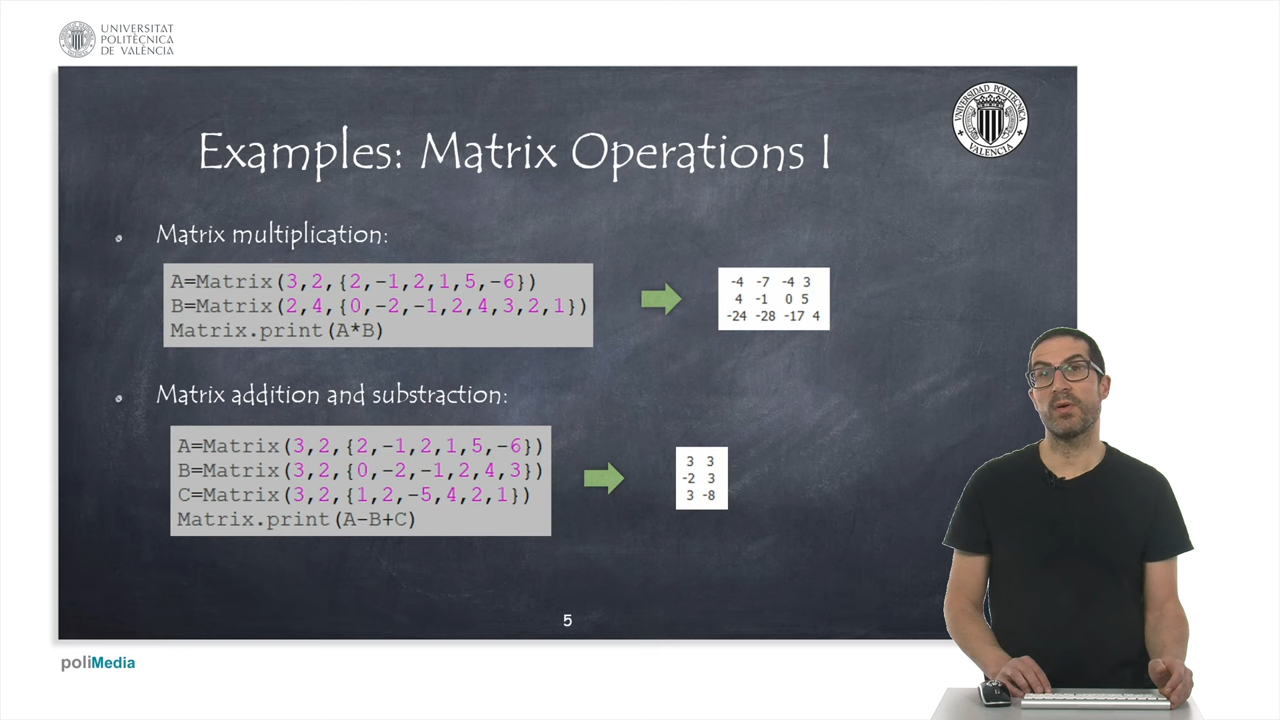 UNIVERSITAT
POLITÈCNICA
DE VALÈNCIA
UNIVERSIDAD POLITECNICA
VALENCIA
Examples: Matrix Operations I
Matrix multiplication:
A=Matrix(3,2,{2,-1,2,1,5,-6})
B=Matrix(2,4,{0,-2,-1,2,4,3,2,1})
Matrix.print(A*B)
-4 -7 -4 3
4 -1 0 5
-24 -28 -17 4
Matrix addition and substraction:
A=Matrix(3,2,{2,-1,2,1,5,-6})
B=Matrix(3,2,{0,-2,-1,2,4,3})
C=Matrix(3,2,{1,2,-5,4,2,1})
Matrix.print(A-B+C)
3 3
-2 3
3 -8
5
poliMedia